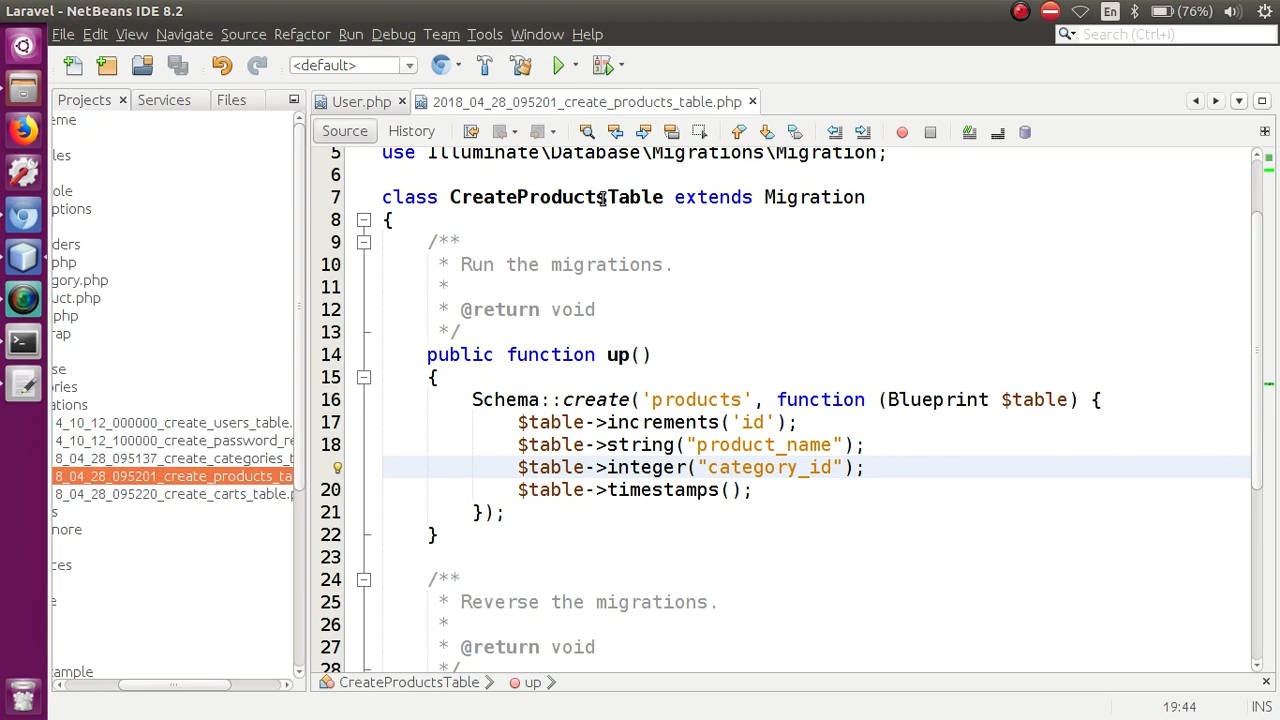 Laravel - NetBeans IDE 8.2
En
(76%)
File Edit View Navigate Source Refactor Run Debug Team Tools Window Help
Search (Ctrl+I)
<default>
Projects
Services
Files
User.php
2018_04_28_095201_create_products_table.php
Source
History
eme
les
ole
ptions
ders
php
gory.php
uct.php
php
rap
se
ries
ations
4_10_12_000000_create_users_table.
4_10_12_100000_create_password_re
8_04_28_095137_create_categories_t
8_04_28_095201_create_products_ta
8_04_28_095220_create_carts_table.p
s
nore
ces
e
ample
5 use Illuminate\Database\Migrations\Migration;
6
7 class CreateProductsTable extends Migration
8 {
9 /**
10 * Run the migrations.
11 *
12 * @return void
13 */
14 public function up()
15 {
16 Schema::create('products', function (Blueprint $table) {
17 $table->increments('id');
18 $table->string("product_name");
$table->integer("category_id");
20 $table->timestamps();
21 });
22 }
23
24 /**
25 * Reverse the migrations.
26 *
27 * @return void
28 */
CreateProductsTable
up
19:44
INS